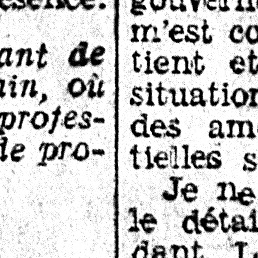 ésence.
ant de
ain, où
profes-
de pro-
gouverne
m'est co
tient et
situation
des amé
tielles s
Je ne
le détai
dant